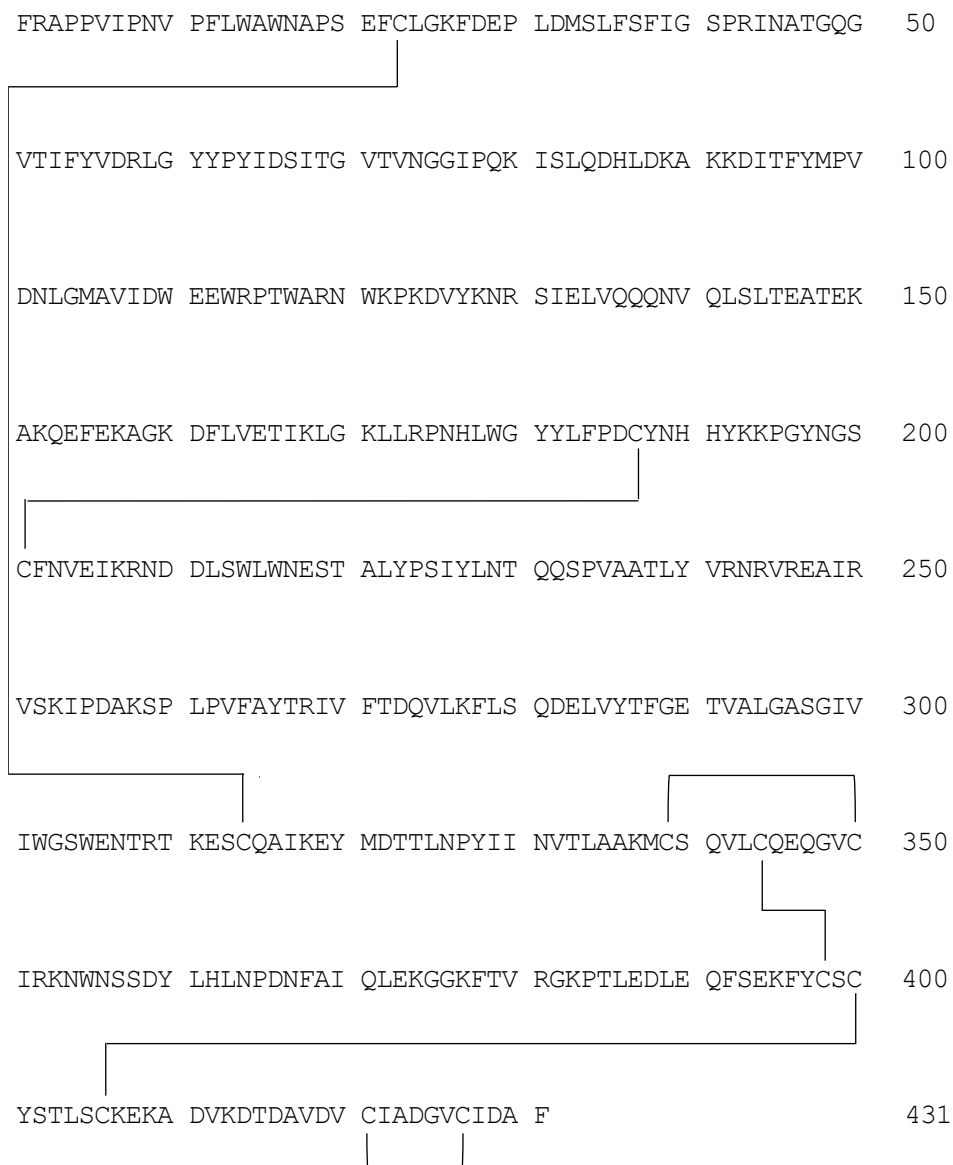 FRAPPVIPNV PFLWAWNAPS EFCLGKFDEP LDMSLFSFIG SPRINATGQG 50
VTIFYVDRLG YYPYIDSITG VTVNGGIPQK ISLQDHLDKA KKDITFYMPV 100
DNLGMAVIDW EEWRPTWARN WKPKDVYKNR SIELVQQQNV QLSLTEATEK 150
AKQEFEKAGK DFLVETIKLG KLLRPNHLWG YYLFPDCYNH HYKKPGYNGS 200
CFNVEIKRND DLSWLWNEST ALYPSIYLNT QQSPVAATLY VRNRVREAIR 250
VSKIPDAKSP LPVFAYTRIV FTDQVLKFLS QDELVYTFGE TVALGASGIV 300
IWGSWENTRT KESCQAIKEY MDTTLNPYII NVTLAAKMCS QVLCQEQGVC 350
IRKNWNSSDY LHLNPDNFAI QLEKGGKFTV RGKPTLEDLE QFSEKFYCSC 400
YSTLSCKEKA DVKDTDAVDV CIADGVCIDA F 431